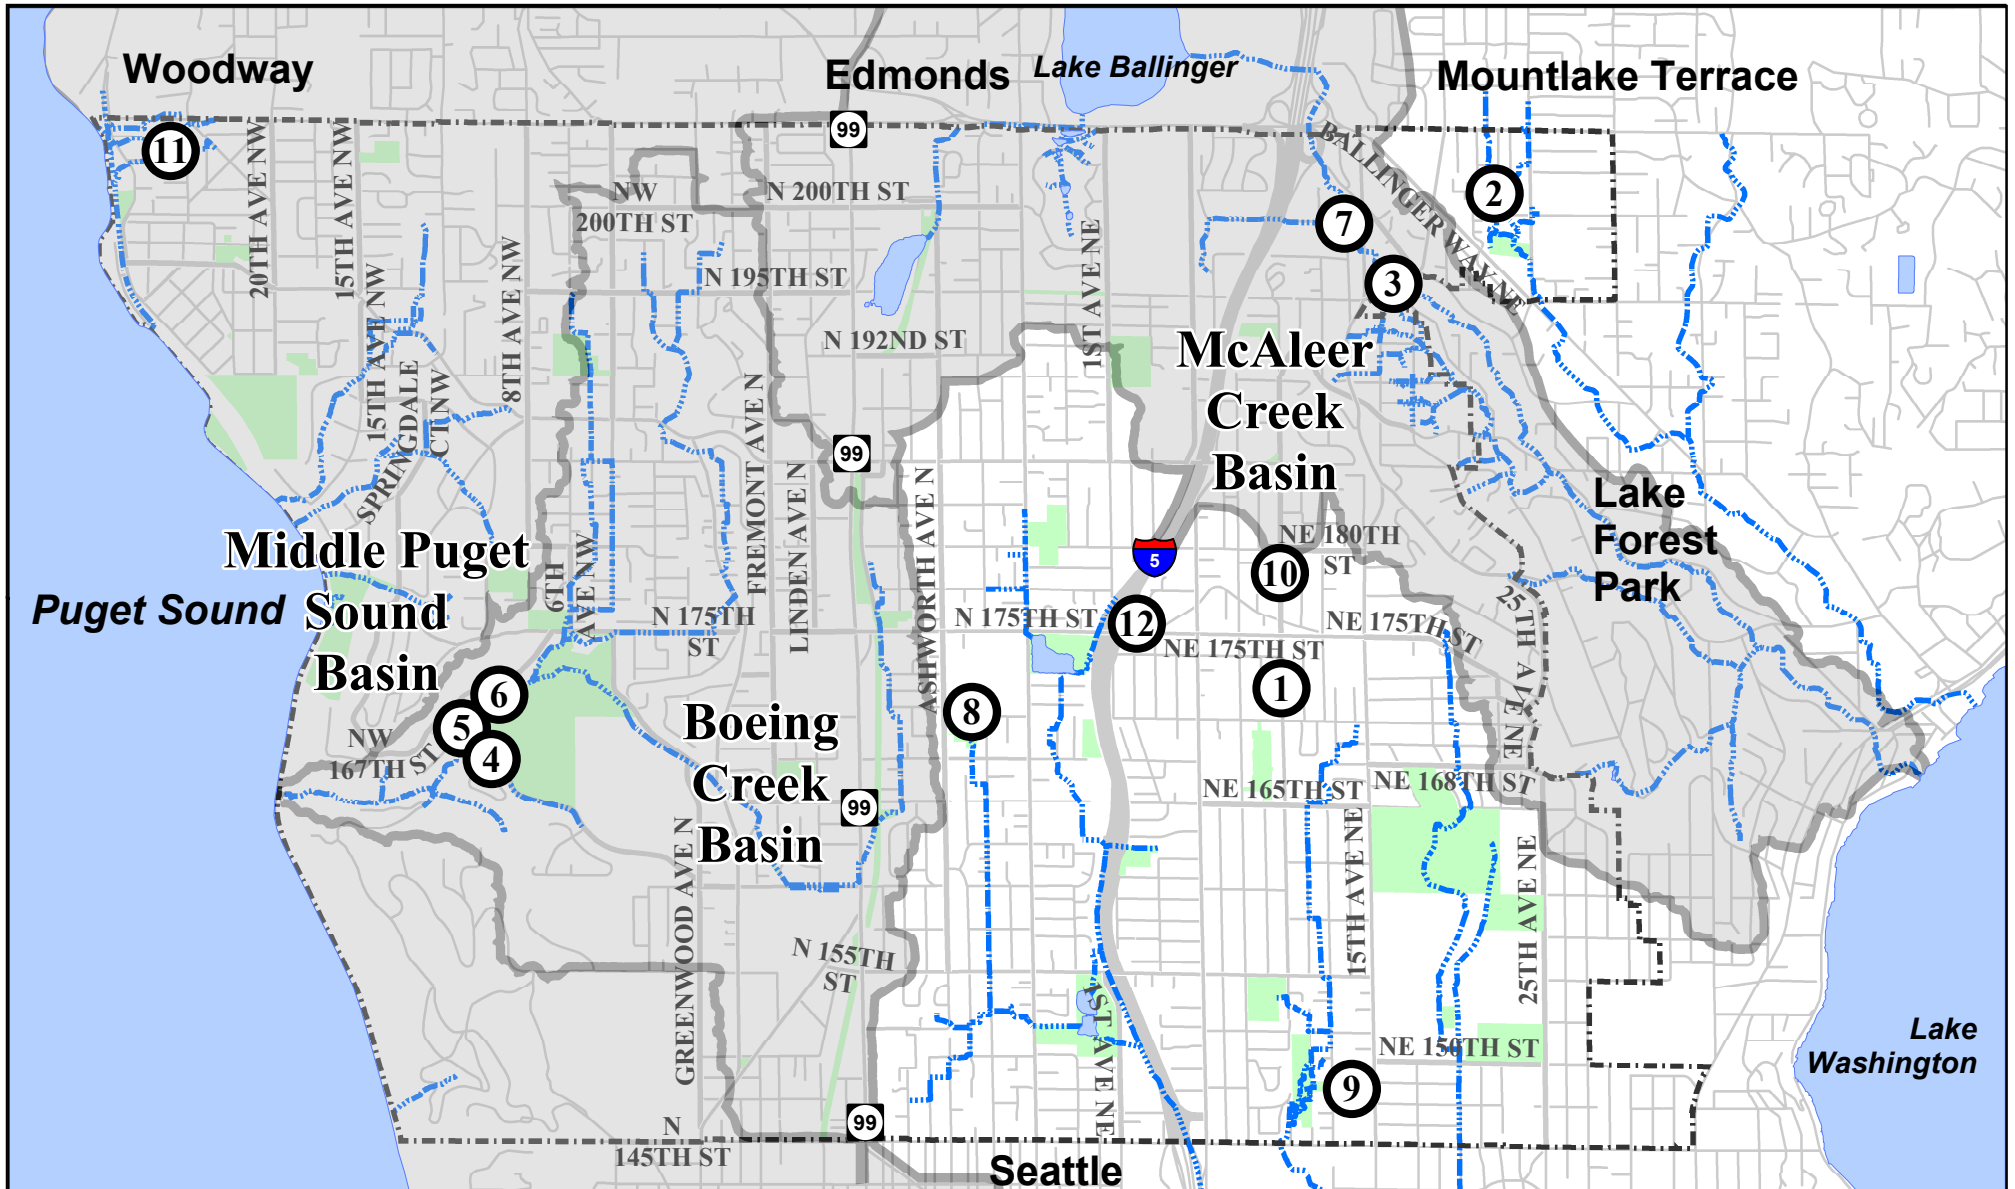 Woodway
Edmonds
Lake Ballinger
Mountlake Terrace
99
11
20TH AVE NW
15TH AVE NW
NW
200TH ST
N 200TH ST
BALLINGER WAY NE
2
7
3
15TH AVE NW
8TH AVE NW
N 195TH ST
1ST AVE NE
N 192ND ST
McAleer
Creek
Basin
SPRINGDALE
CT NW
FREMONT AVE N
LINDEN AVE N
99
ASHWORTH AVE N
Lake
Forest
Park
Middle Puget
Sound
Basin
Puget Sound
6TH
AVE NW
N 175TH
ST
N 175TH ST
5
12
10
NE 180TH
ST
NE 175TH ST
NE 175TH ST
25TH AVE NE
1
6
5
4
NW
167TH ST
Boeing
Creek
Basin
8
99
NE 165TH ST
NE 168TH ST
GREENWOOD AVE N
15TH AVE NE
25TH AVE NE
N 155TH
ST
1ST AVE NE
NE 150TH ST
9
Lake
Washington
99
N
145TH ST
Seattle